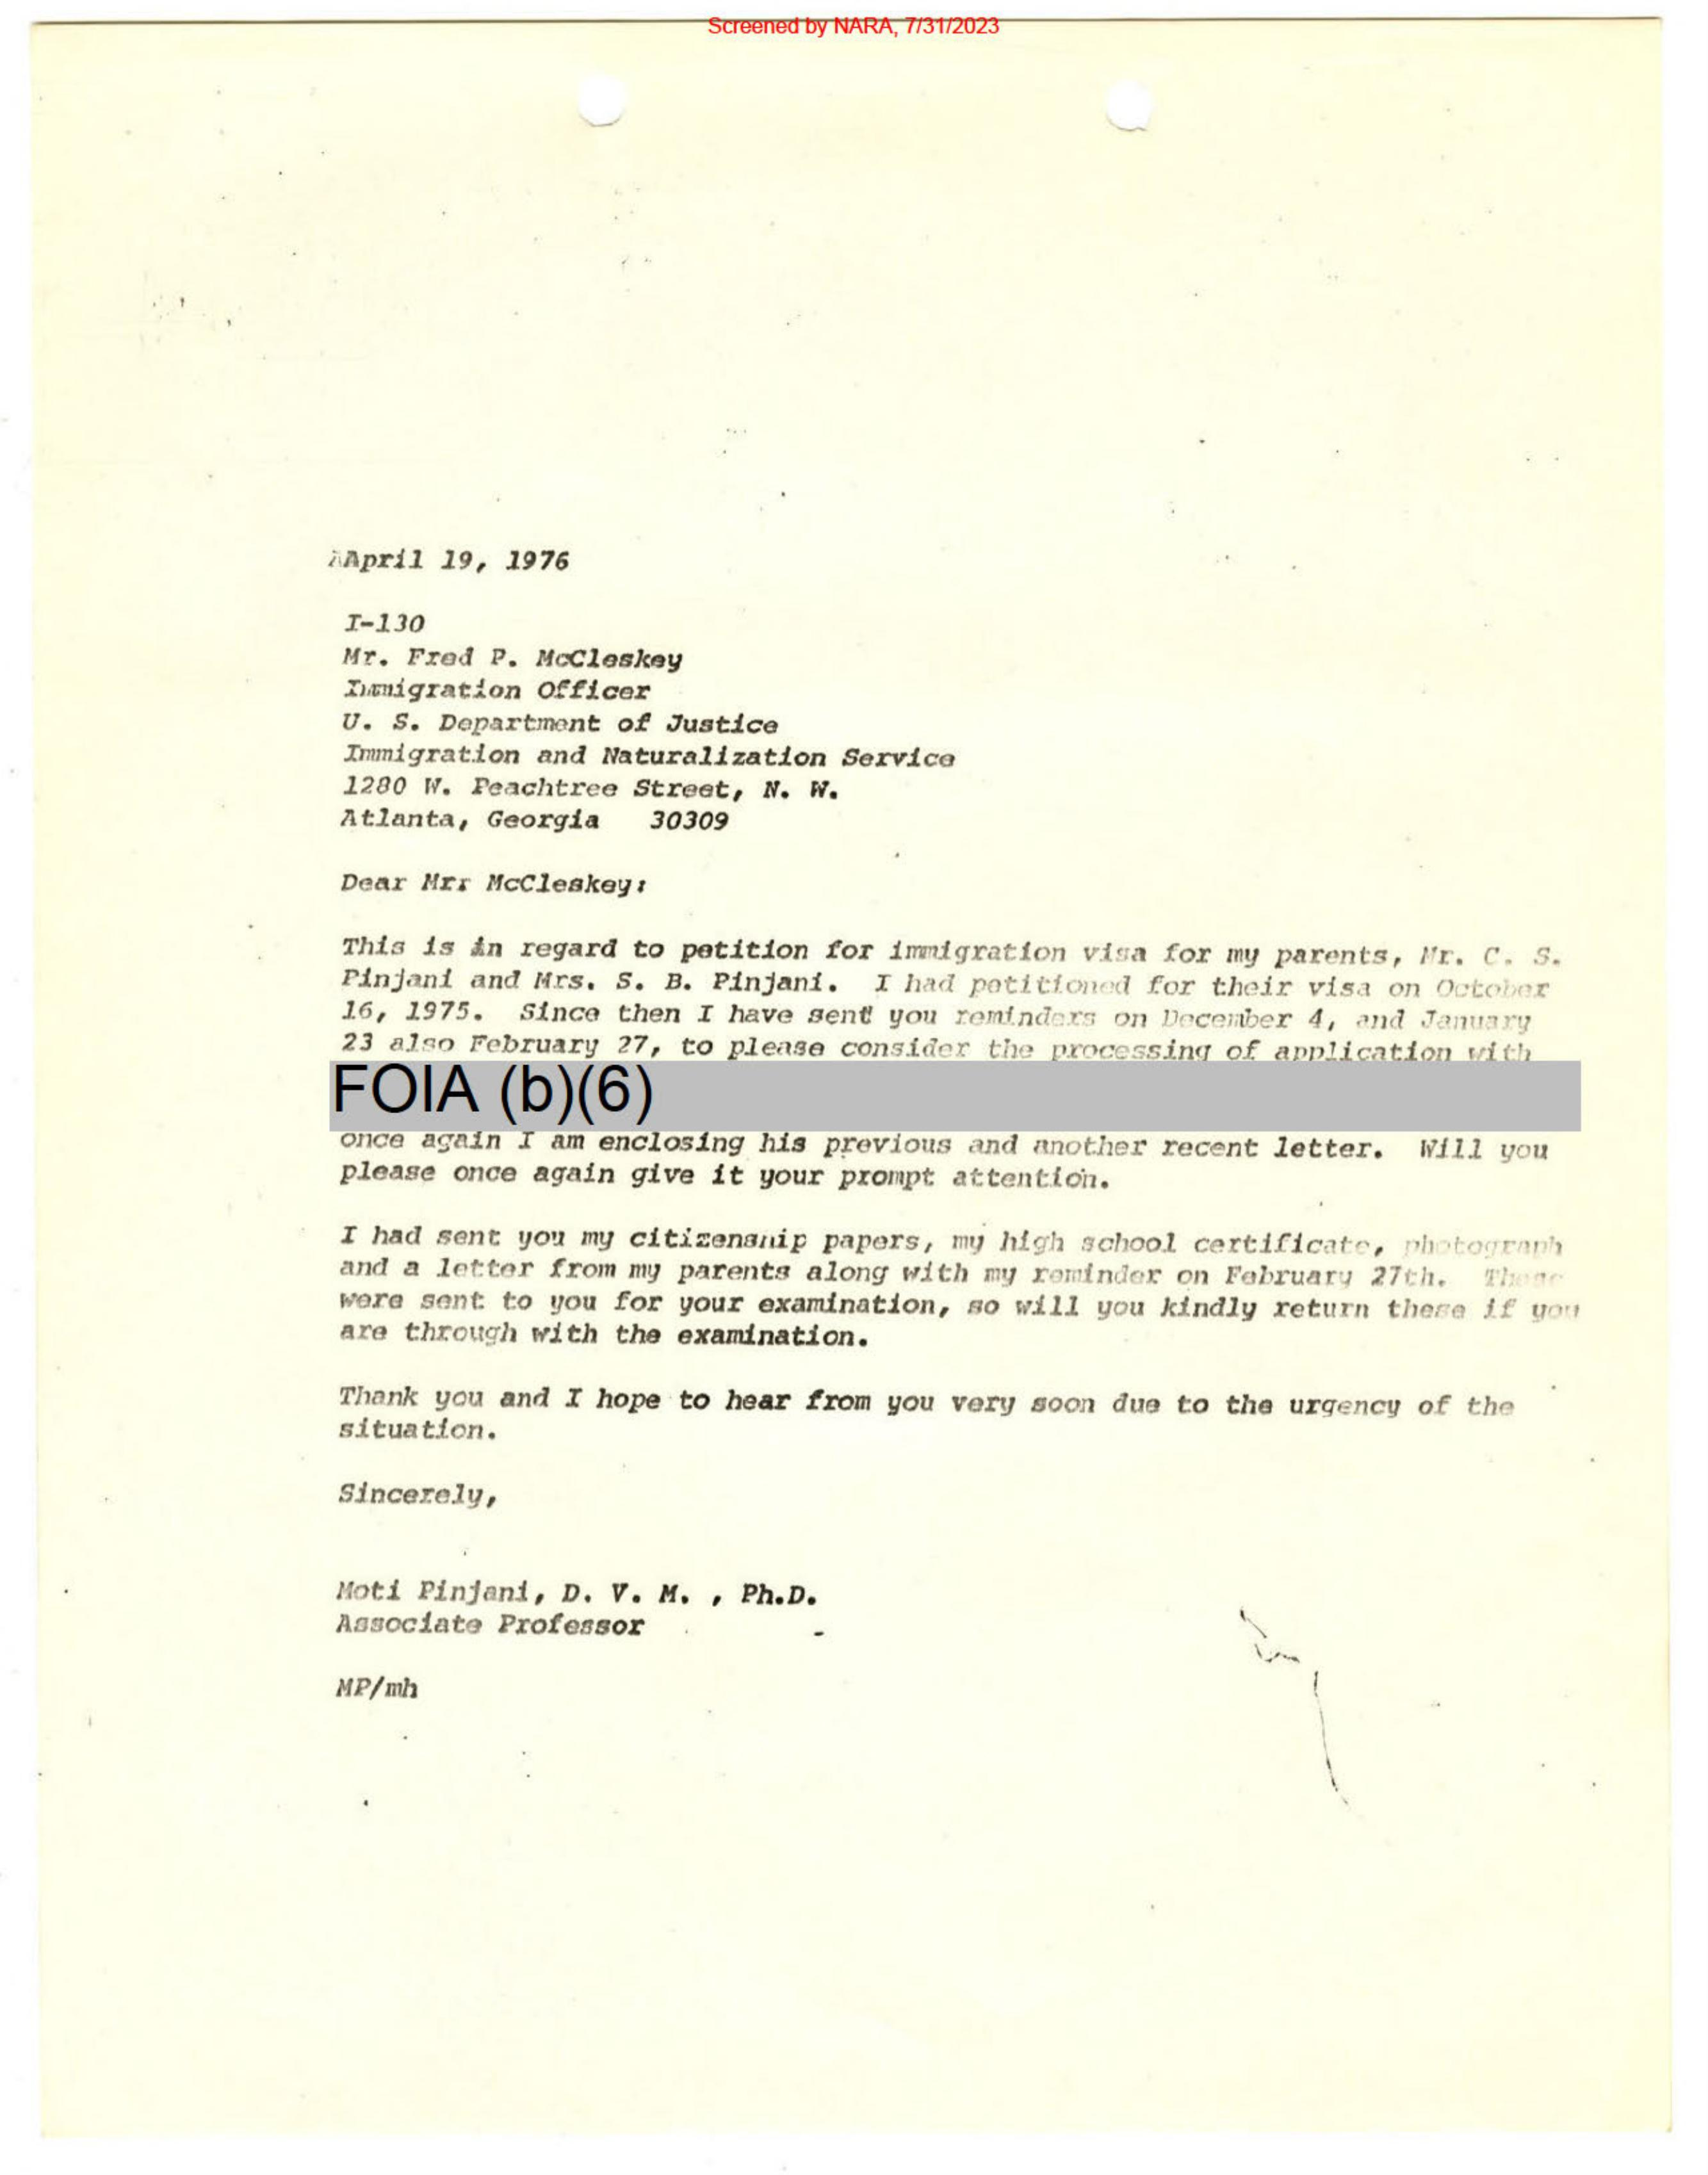 Screened by NARA, 7/31/2023
April 19, 1976
I-130
Mr. Fred P. McCleskey
Immigration Officer
U. S. Department of Justice
Immigration and Naturalization Service
1280 W. Peachtree Street, N. W.
Atlanta, Georgia 30309
Dear Mrr McCleskey:
This is in regard to petition for immigration visa for my parents, Mr. C. S.
Pinjani and Mrs. S. B. Pinjani. I had petitioned for their visa on October
16, 1975. Since then I have sent you reminders on December 4, and January
23 also February 27, to please consider the processing of application with
FOIA (b)(6)
once again I am enclosing his previous and another recent letter. Will you
please once again give it your prompt attention.
I had sent you my citizenship papers, my high school certificate, photograph
and a letter from my parents along with my reminder on February 27th. These
were sent to you for your examination, so will you kindly return these if you
are through with the examination.
Thank you and I hope to hear from you very soon due to the urgency of the
situation.
Sincerely,
Moti Pinjani, D. V. M. , Ph.D.
Associate Professor
MP/mh